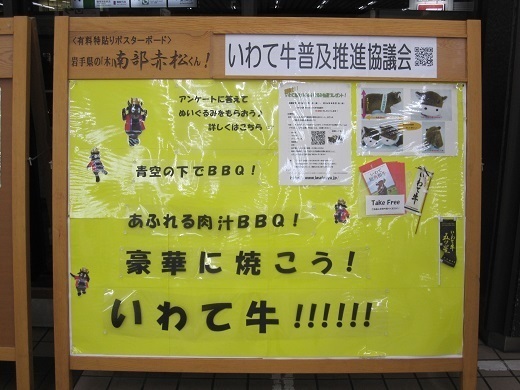 〈有料特貼りポスターボード〉
岩手県の「木」南部赤松くん!
いわて牛普及推進協議会
アンケートに答えて
ぬいぐるみをもらおう♪
詳しくはこちら
青空の下でBBQ!
あふれる肉汁BBQ!
豪華に焼こう!
いわて牛!!!!!!
Take Free
いわて牛